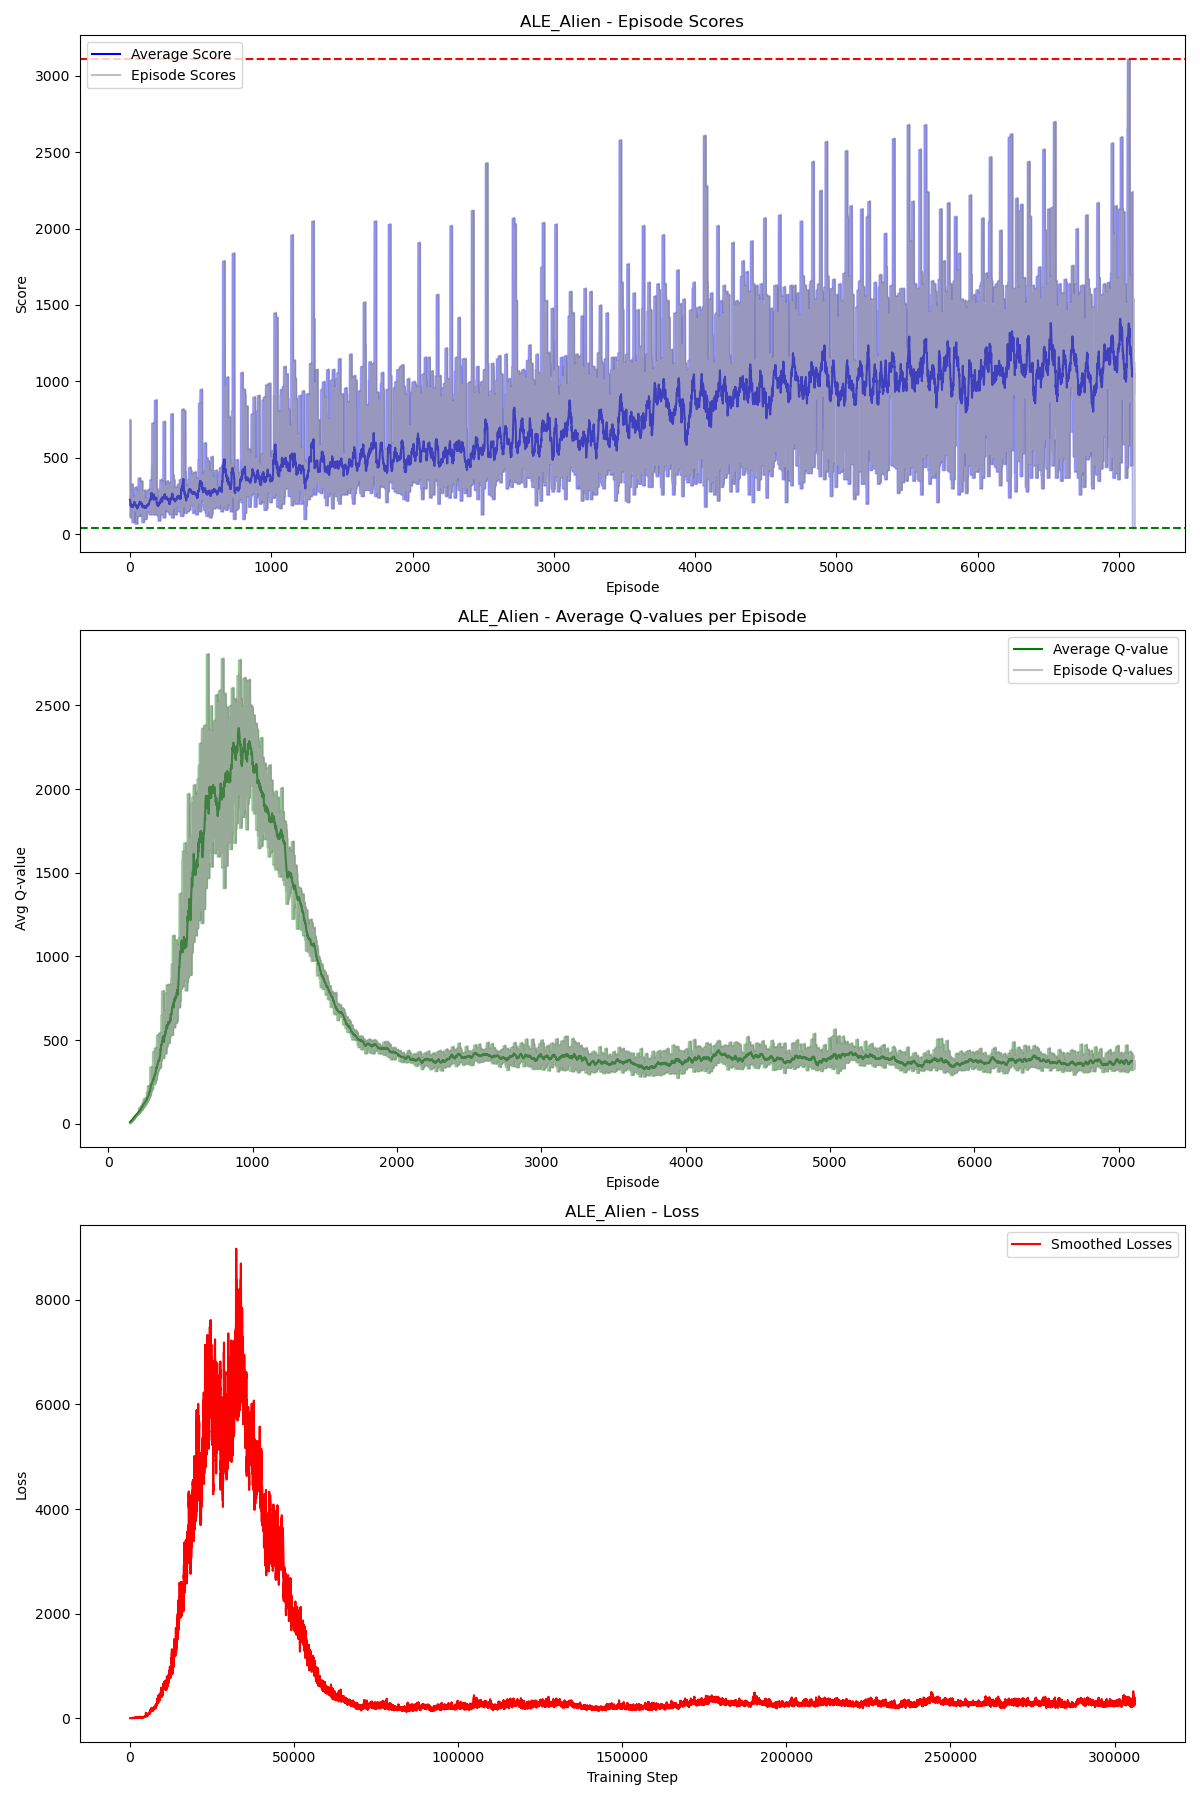 ALE_Alien - Episode Scores
Average Score
Episode Scores
3000
2500
2000
1500
1000
500
0
Score
0 1000 2000 3000 4000 5000 6000 7000
Episode
ALE_Alien - Average Q-values per Episode
Average Q-value
Episode Q-values
2500
2000
1500
1000
500
0
Avg Q-value
0 1000 2000 3000 4000 5000 6000 7000
Episode
ALE_Alien - Loss
Smoothed Losses
8000
6000
4000
2000
0
Loss
0 50000 100000 150000 200000 250000 300000
Training Step